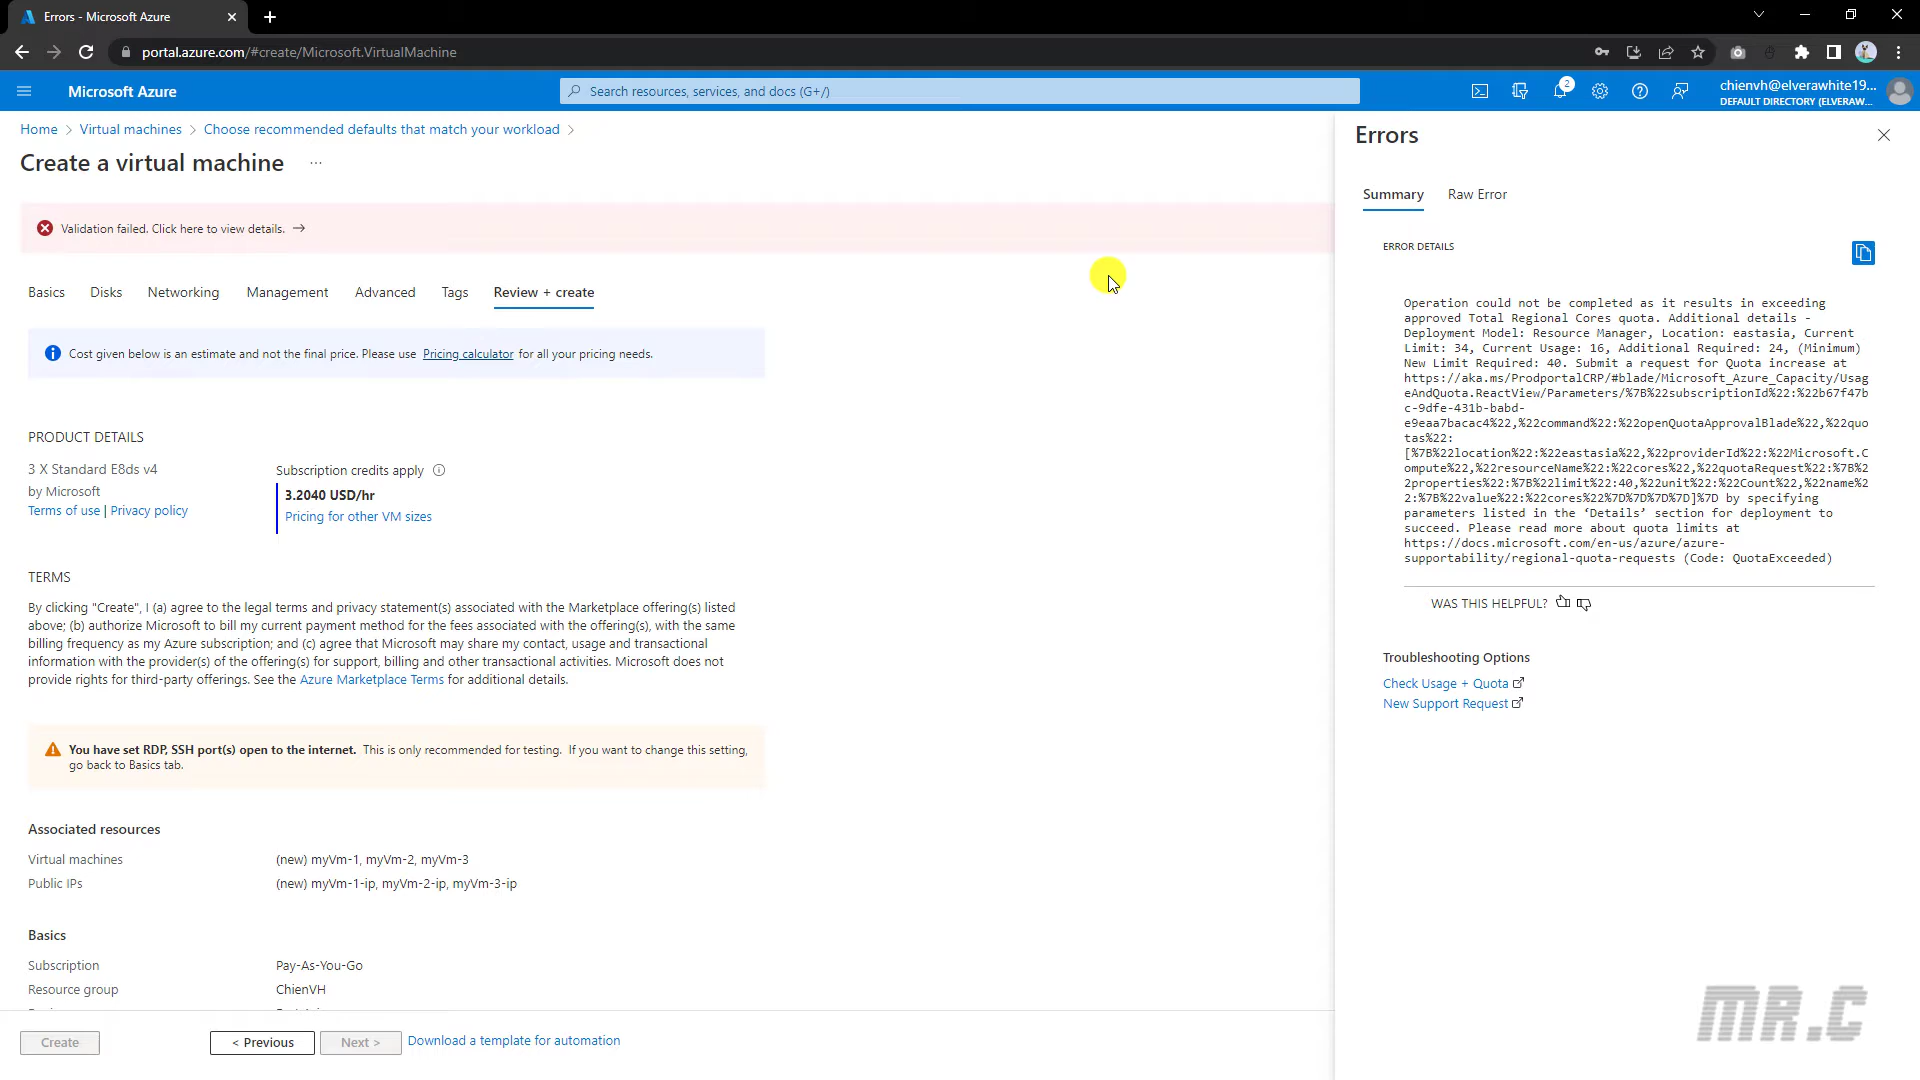 Errors - Microsoft Azure
portal.azure.com/#create/Microsoft.VirtualMachine
Microsoft Azure
Search resources, services, and docs (G+/)
2
chienvh@elverawhite19...
DEFAULT DIRECTORY (ELVERAW...
Home > Virtual machines > Choose recommended defaults that match your workload >
Create a virtual machine ...
Validation failed. Click here to view details. →
Basics Disks Networking Management Advanced Tags Review + create
Cost given below is an estimate and not the final price. Please use Pricing calculator for all your pricing needs.
PRODUCT DETAILS
3 X Standard E8ds v4
by Microsoft
Terms of use | Privacy policy
Subscription credits apply
3.2040 USD/hr
Pricing for other VM sizes
TERMS
By clicking "Create", I (a) agree to the legal terms and privacy statement(s) associated with the Marketplace offering(s) listed
above; (b) authorize Microsoft to bill my current payment method for the fees associated with the offering(s), with the same
billing frequency as my Azure subscription; and (c) agree that Microsoft may share my contact, usage and transactional
information with the provider(s) of the offering(s) for support, billing and other transactional activities. Microsoft does not
provide rights for third-party offerings. See the Azure Marketplace Terms for additional details.
You have set RDP, SSH port(s) open to the internet. This is only recommended for testing. If you want to change this setting,
go back to Basics tab.
Associated resources
Virtual machines (new) myVm-1, myVm-2, myVm-3
Public IPs (new) myVm-1-ip, myVm-2-ip, myVm-3-ip
Basics
Subscription Pay-As-You-Go
Resource group ChienVH
Create < Previous Next > Download a template for automation
Errors
Summary Raw Error
ERROR DETAILS
Operation could not be completed as it results in exceeding
approved Total Regional Cores quota. Additional details -
Deployment Model: Resource Manager, Location: eastasia, Current
Limit: 34, Current Usage: 16, Additional Required: 24, (Minimum)
New Limit Required: 40. Submit a request for Quota increase at
https://aka.ms/ProdportalCRP/#blade/Microsoft_Azure_Capacity/Usag
eAndQuota.ReactView/Parameters/%7B%22subscriptionId%22:%22b67f47b
c-9dfe-431b-babd-
e9eaa7bacac4%22,%22command%22:%22openQuotaApprovalBlade%22,%22quo
tas%22:
[%7B%22location%22:%22eastasia%22,%22providerId%22:%22Microsoft.C
ompute%22,%22resourceName%22:%22cores%22,%22quotaRequest%22:%7B%2
2properties%22:%7B%22limit%22:40,%22unit%22:%22Count%22,%22name%2
2:%7B%22value%22:%22cores%22%7D%7D%7D%7D]%7D by specifying
parameters listed in the ‘Details’ section for deployment to
succeed. Please read more about quota limits at
https://docs.microsoft.com/en-us/azure/azure-
supportability/regional-quota-requests (Code: QuotaExceeded)
WAS THIS HELPFUL?
Troubleshooting Options
Check Usage + Quota
New Support Request
MR.C